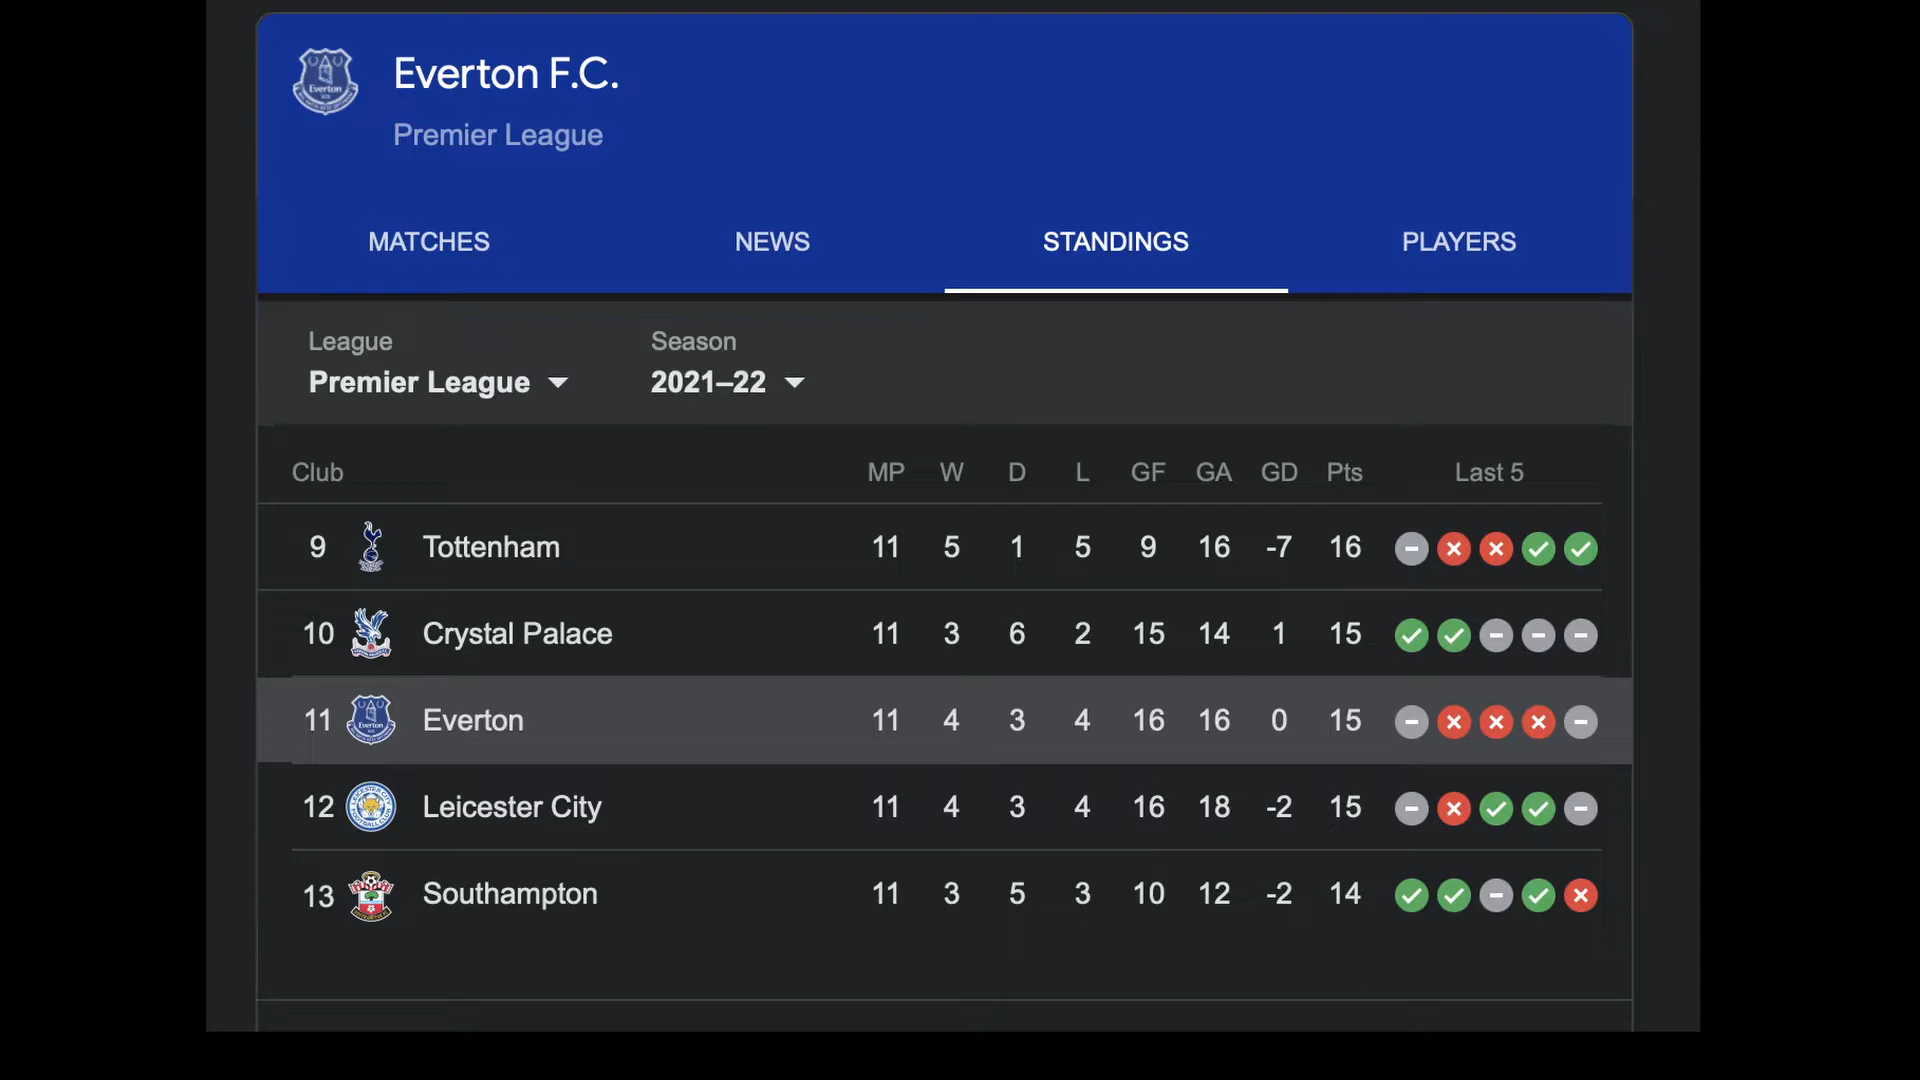 Everton F.C.
Premier League
MATCHES NEWS STANDINGS PLAYERS
League Season
Premier League 2021–22
Club MP W D L GF GA GD Pts Last 5
9 Tottenham 11 5 1 5 9 16 -7 16
10 Crystal Palace 11 3 6 2 15 14 1 15
11 Everton 11 4 3 4 16 16 0 15
12 Leicester City 11 4 3 4 16 18 -2 15
13 Southampton 11 3 5 3 10 12 -2 14